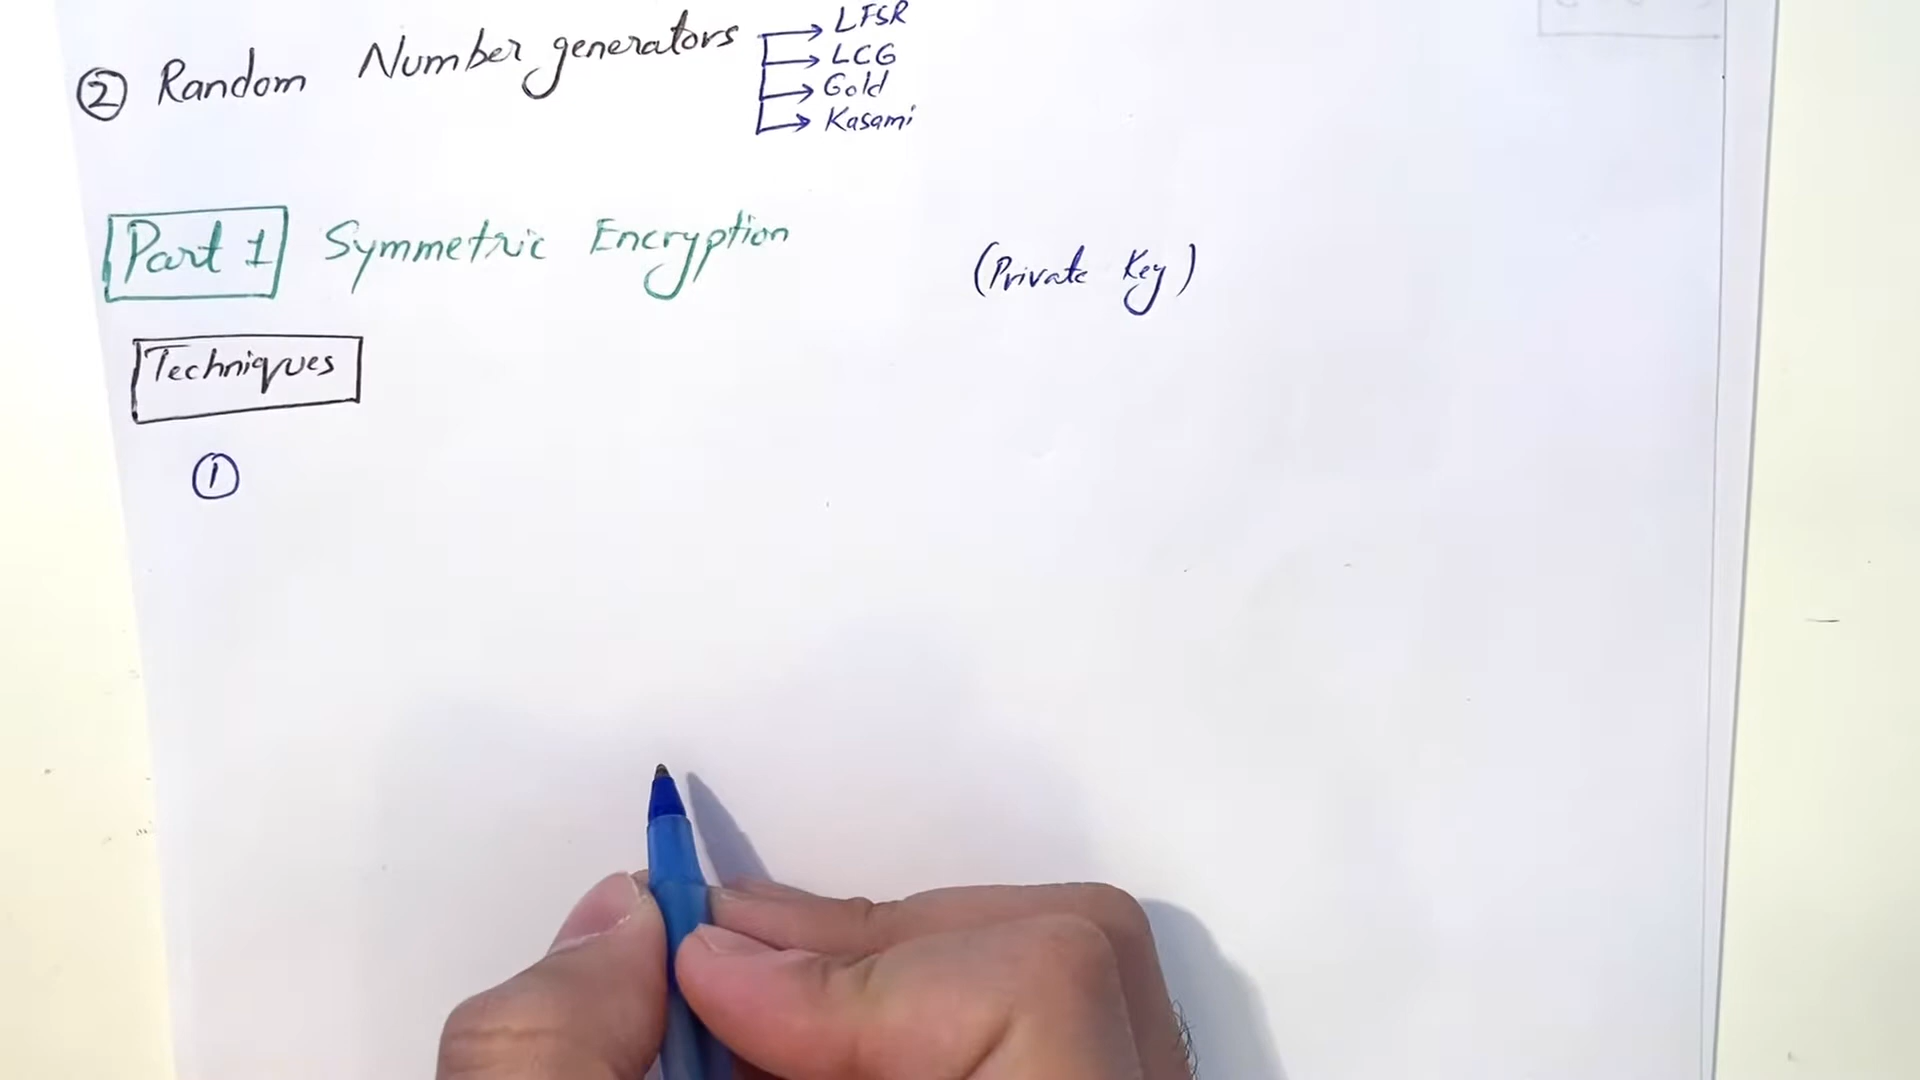 ② Random Number generators
LFSR
LCG
Gold
Kasami
Part 1 Symmetric Encryption (Private Key)
Techniques
①